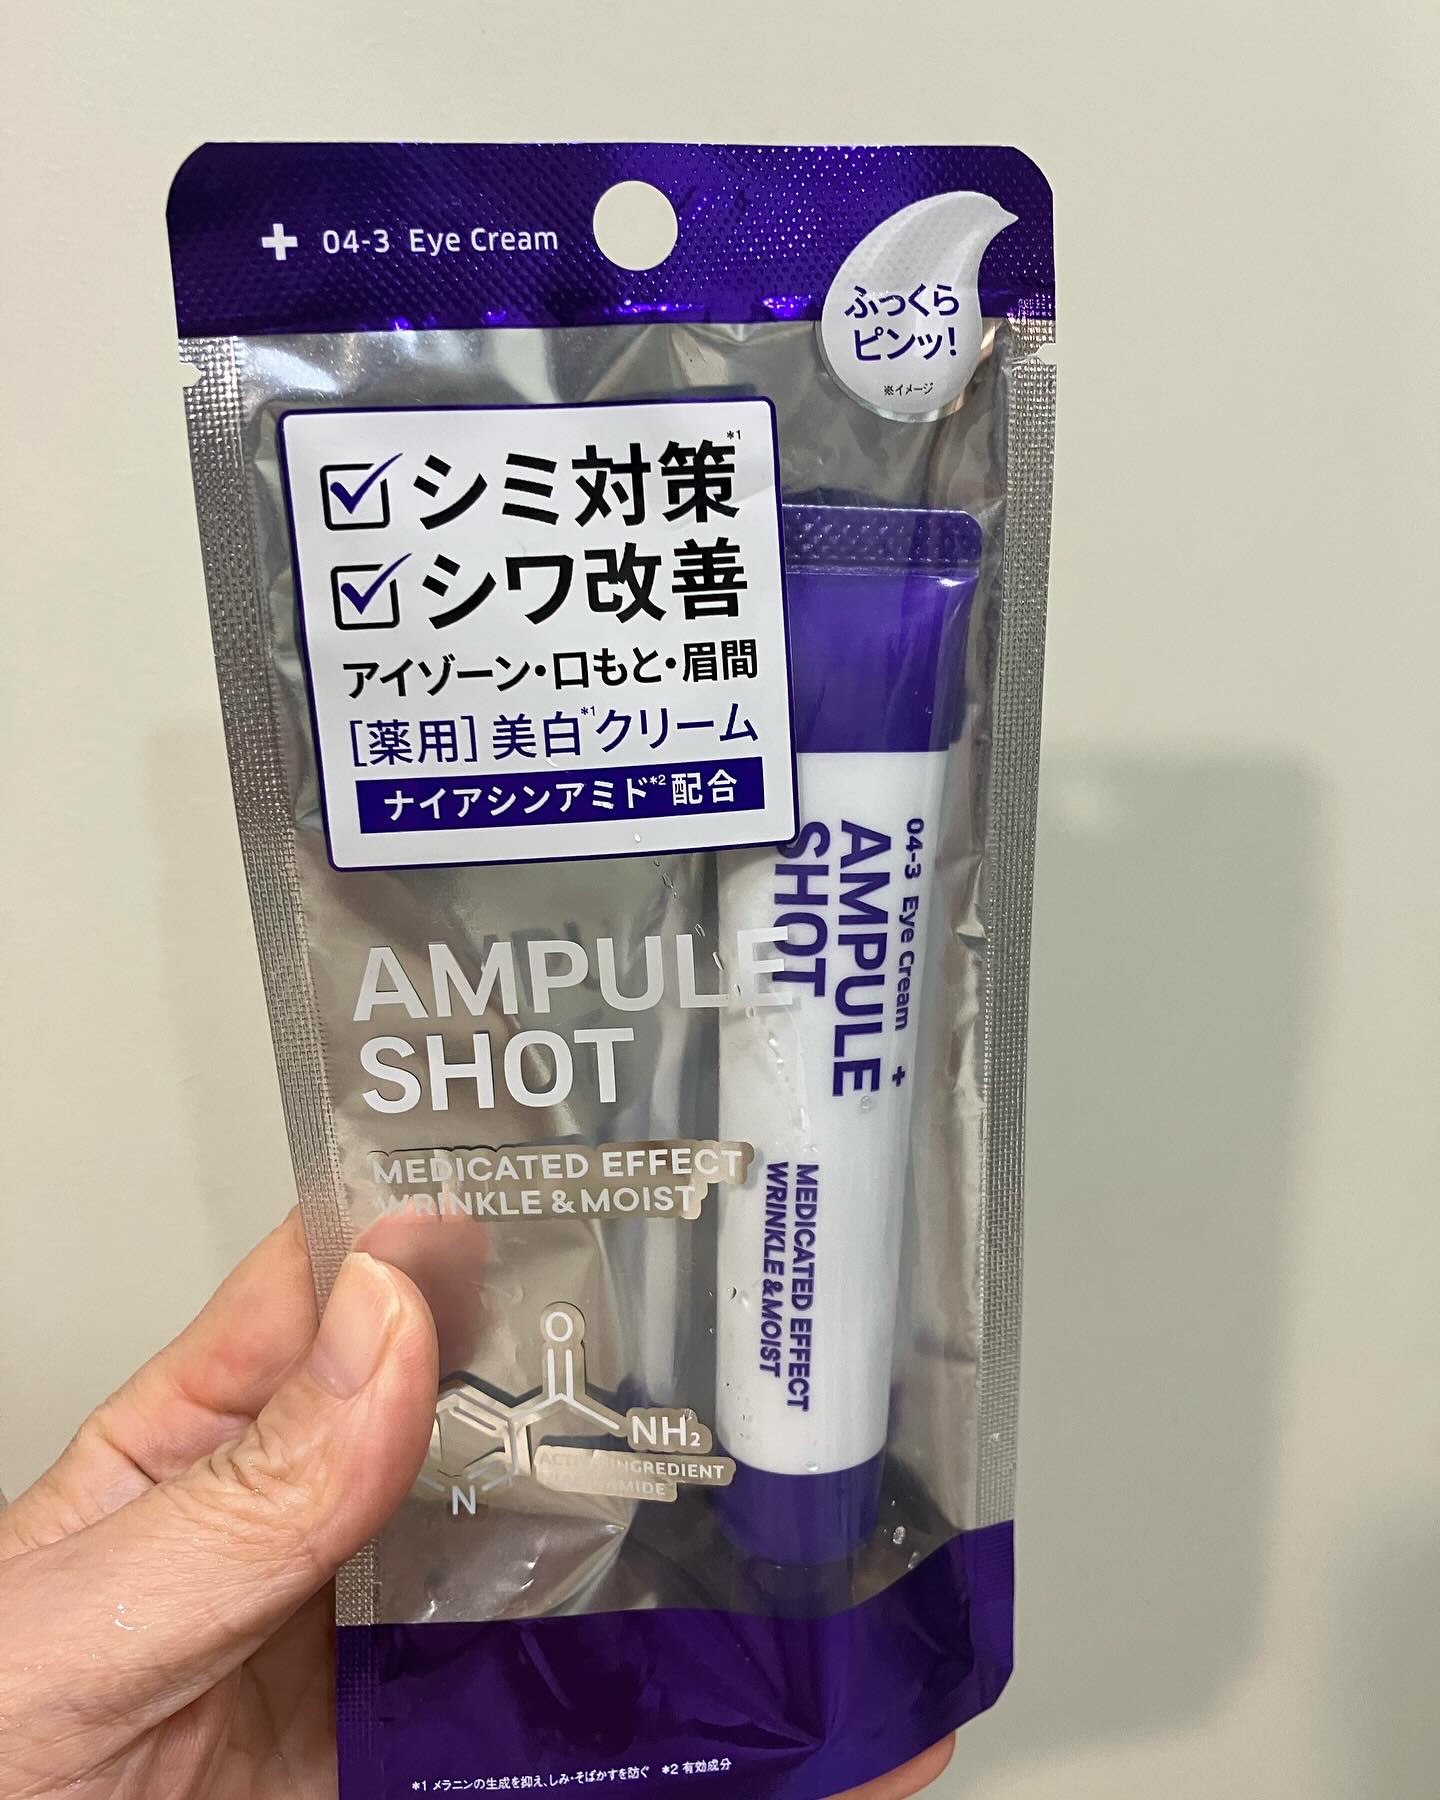 + 04-3 Eye Cream
ふっくら
ピンッ!
※イメージ
シミ対策*1
シワ改善
アイゾーン・口もと・眉間
[薬用]美白*1クリーム
ナイアシンアミド*2配合
AMPULE
SHOT
MEDICATED EFFECT
WRINKLE & MOIST
O
NH₂
N
INGREDIENT
04-3 Eye Cream +
AMPULE
SHOT
MEDICATED EFFECT
WRINKLE & MOIST
*1 メラニンの生成を抑え、しみ・そばかすを防ぐ *2 有効成分